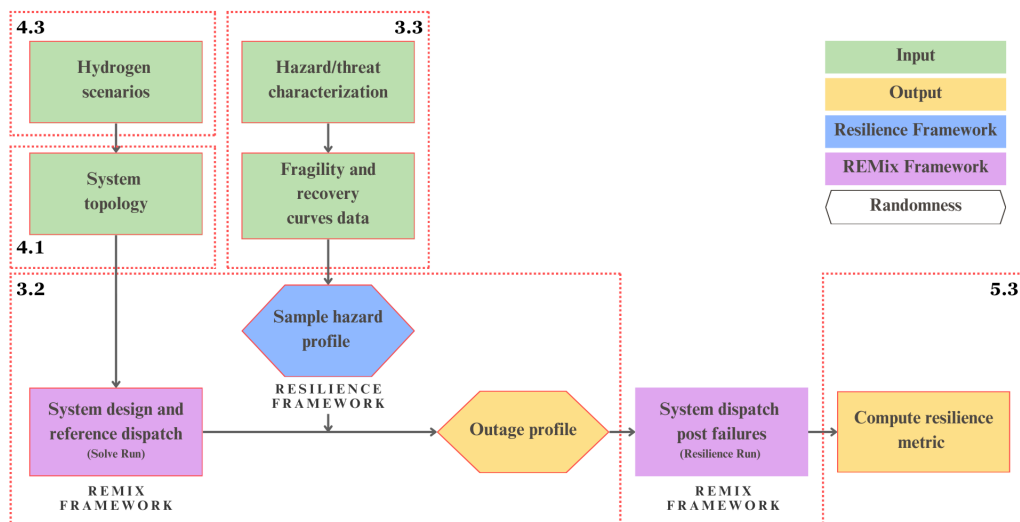 4.3
Hydrogen
scenarios
3.3
Hazard/threat
characterization
Input
Output
Resilience Framework
REMix Framework
Randomness
System
topology
4.1
Fragility and
recovery
curves data
3.2
Sample hazard
profile
RESILIENCE
FRAMEWORK
System design and
reference dispatch
(Solve Run)
REMIX
FRAMEWORK
Outage profile
System dispatch
post failures
(Resilience Run)
REMIX
FRAMEWORK
5.3
Compute resilience
metric